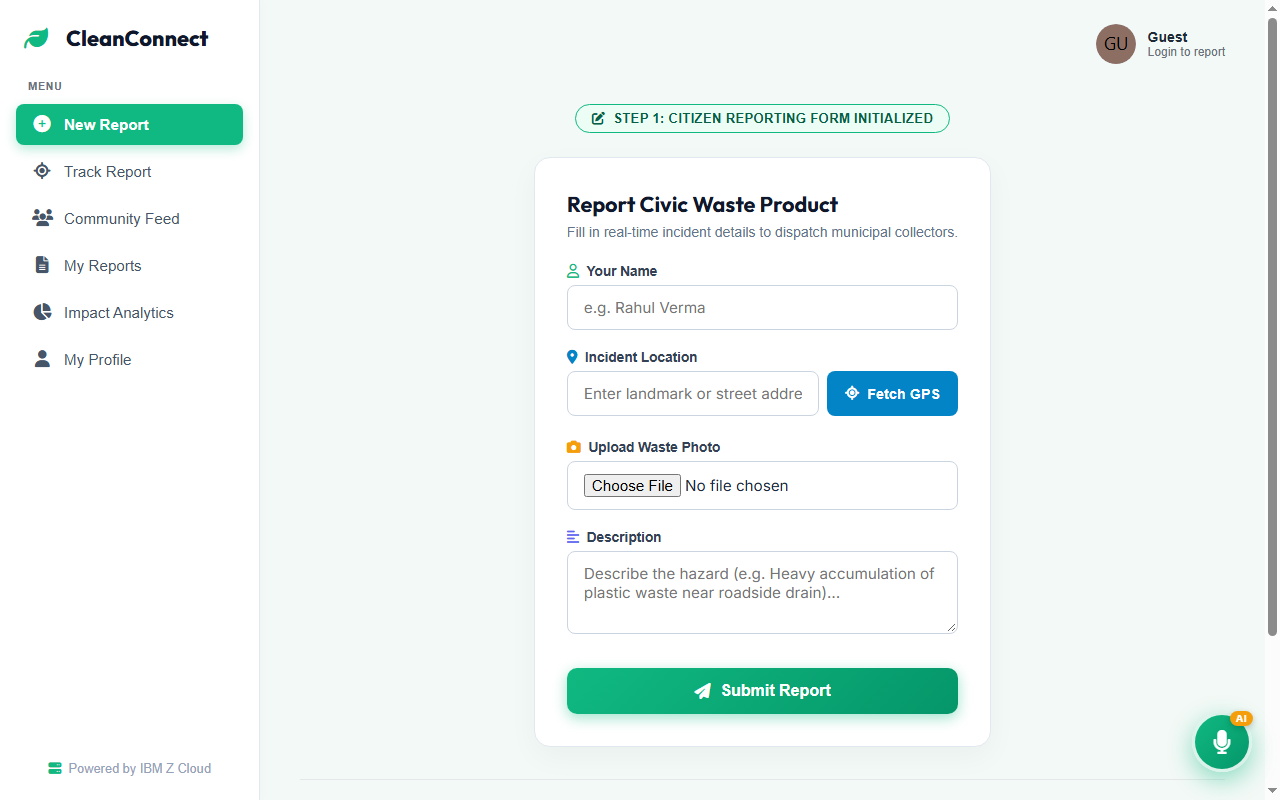 CleanConnect
MENU
New Report
Track Report
Community Feed
My Reports
Impact Analytics
My Profile
Powered by IBM Z Cloud
GU
Guest
Login to report
STEP 1: CITIZEN REPORTING FORM INITIALIZED
Report Civic Waste Product
Fill in real-time incident details to dispatch municipal collectors.
Your Name
e.g. Rahul Verma
Incident Location
Enter landmark or street addre
Fetch GPS
Upload Waste Photo
Choose File No file chosen
Description
Describe the hazard (e.g. Heavy accumulation of
plastic waste near roadside drain)...
Submit Report
AI